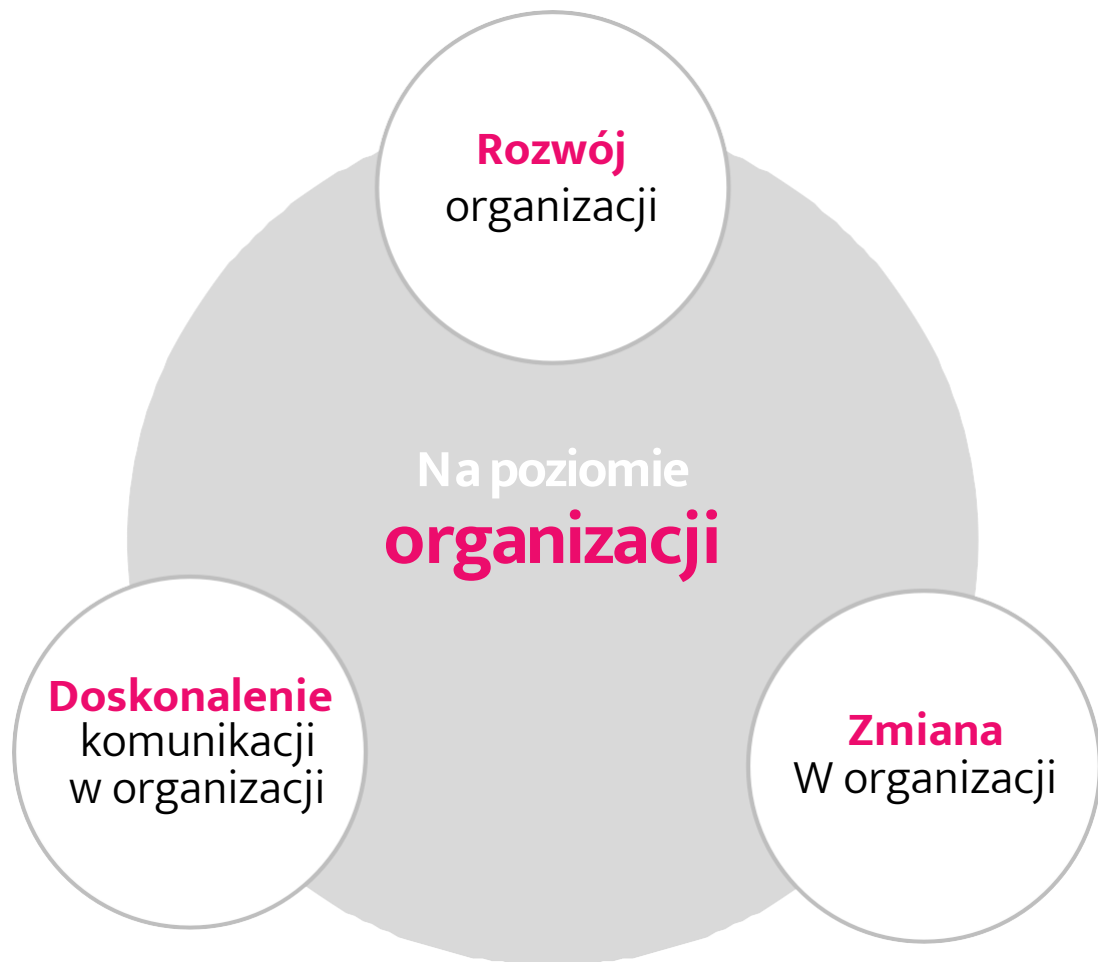 Rozwój
organizacji
Na poziomie
organizacji
Doskonalenie
komunikacji
w organizacji
Zmiana
W organizacji